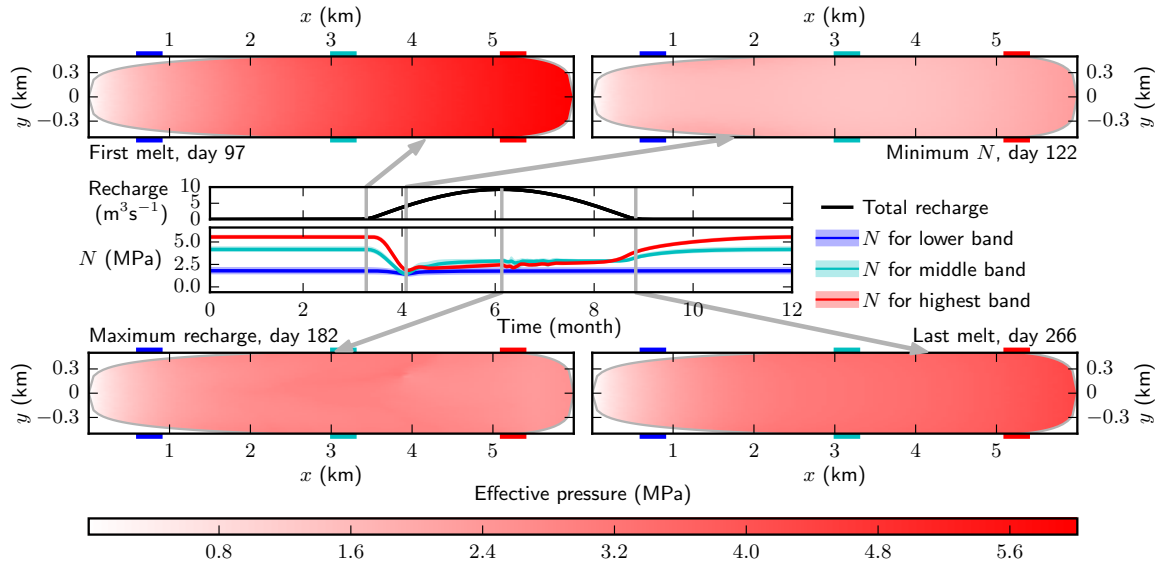 x (km)
x (km)
1 2 3 4 5
1 2 3 4 5
y (km)
0.3
0
−0.3
0.3
0
−0.3
y (km)
First melt, day 97
Minimum N, day 122
Recharge
(m³s⁻¹)
10
5
0
N (MPa)
5.0
2.5
0.0
0 2 4 6 8 10 12
Time (month)
Total recharge
N for lower band
N for middle band
N for highest band
Maximum recharge, day 182
Last melt, day 266
y (km)
0.3
0
−0.3
0.3
0
−0.3
y (km)
1 2 3 4 5
1 2 3 4 5
x (km)
x (km)
Effective pressure (MPa)
0.8 1.6 2.4 3.2 4.0 4.8 5.6